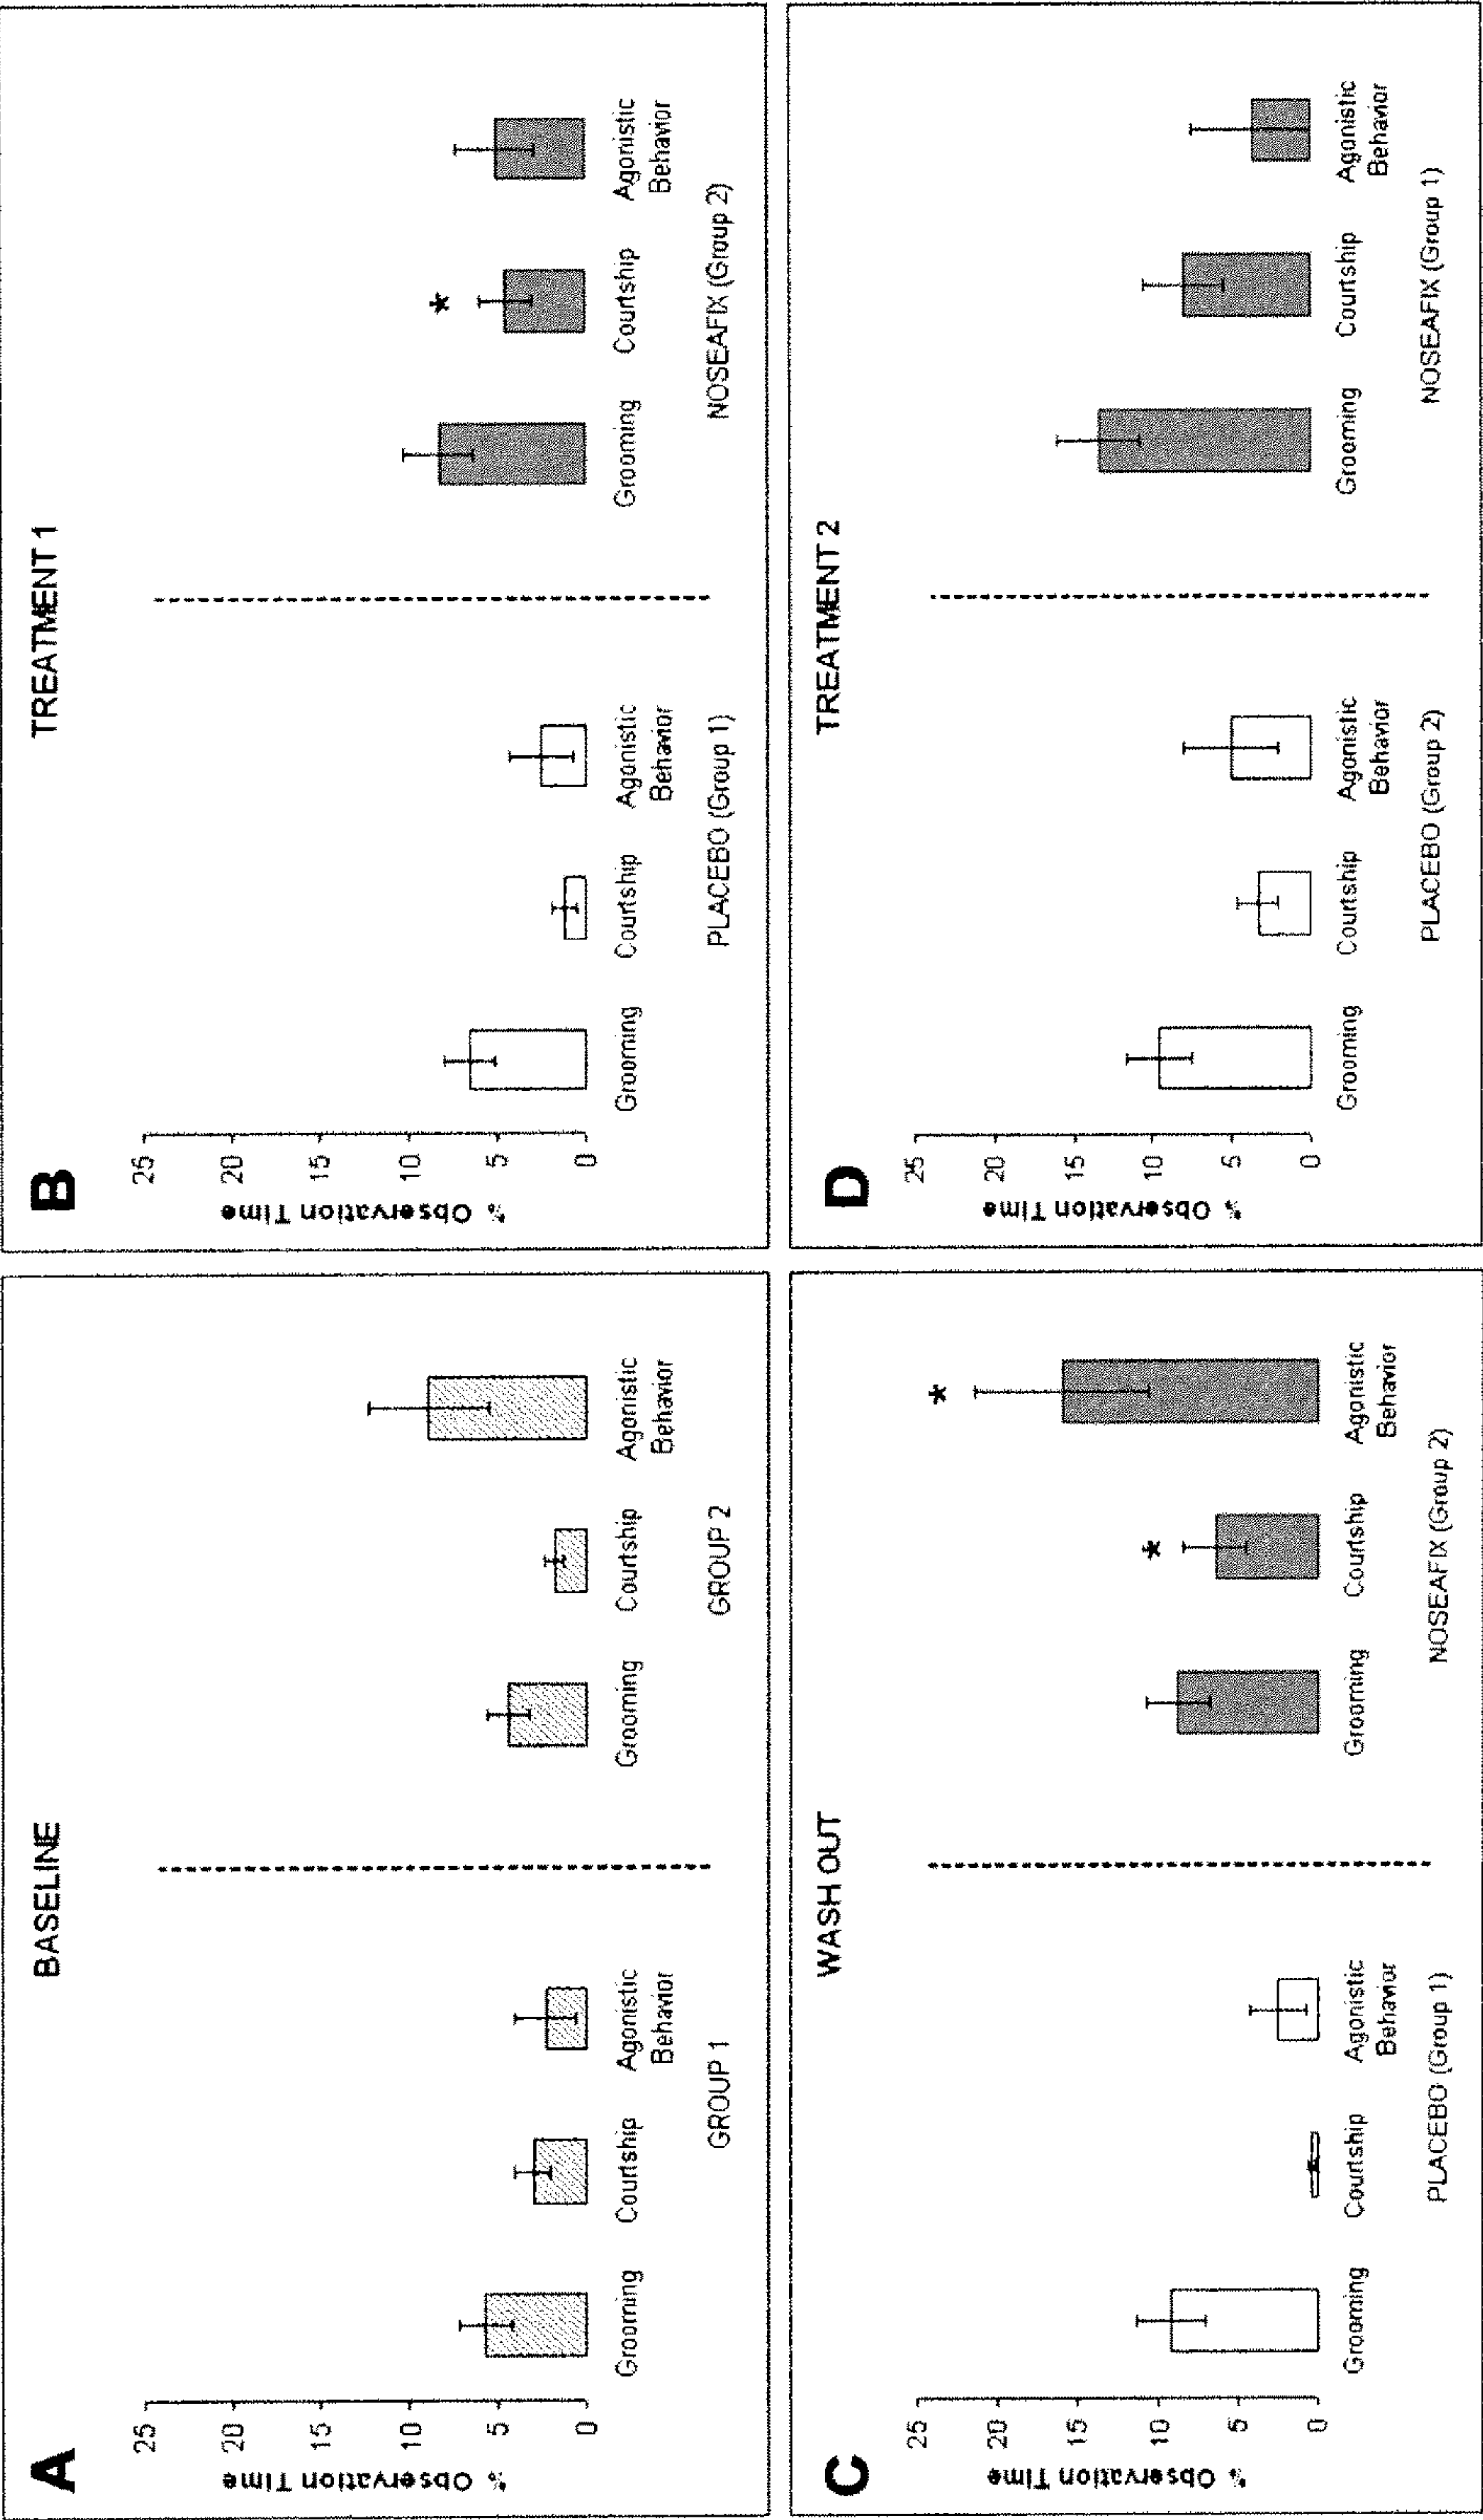 A
BASELINE
% Observation Time
25
20
15
10
5
0
Grooming
Courtship
Agonistic
Behavior
Grooming
Courtship
Agonistic
Behavior
GROUP 1
GROUP 2
B
TREATMENT 1
% Observation Time
25
20
15
10
5
0
Grooming
Courtship
Agonistic
Behavior
*
Grooming
Courtship
Agonistic
Behavior
PLACEBO (Group 1)
NOSEAFIX (Group 2)
C
WASH OUT
% Observation Time
25
20
15
10
5
0
Grooming
Courtship
Agonistic
Behavior
*
*
Grooming
Courtship
Agonistic
Behavior
PLACEBO (Group 1)
NOSEAFIX (Group 2)
D
TREATMENT 2
% Observation Time
25
20
15
10
5
0
Grooming
Courtship
Agonistic
Behavior
Grooming
Courtship
Agonistic
Behavior
PLACEBO (Group 2)
NOSEAFIX (Group 1)